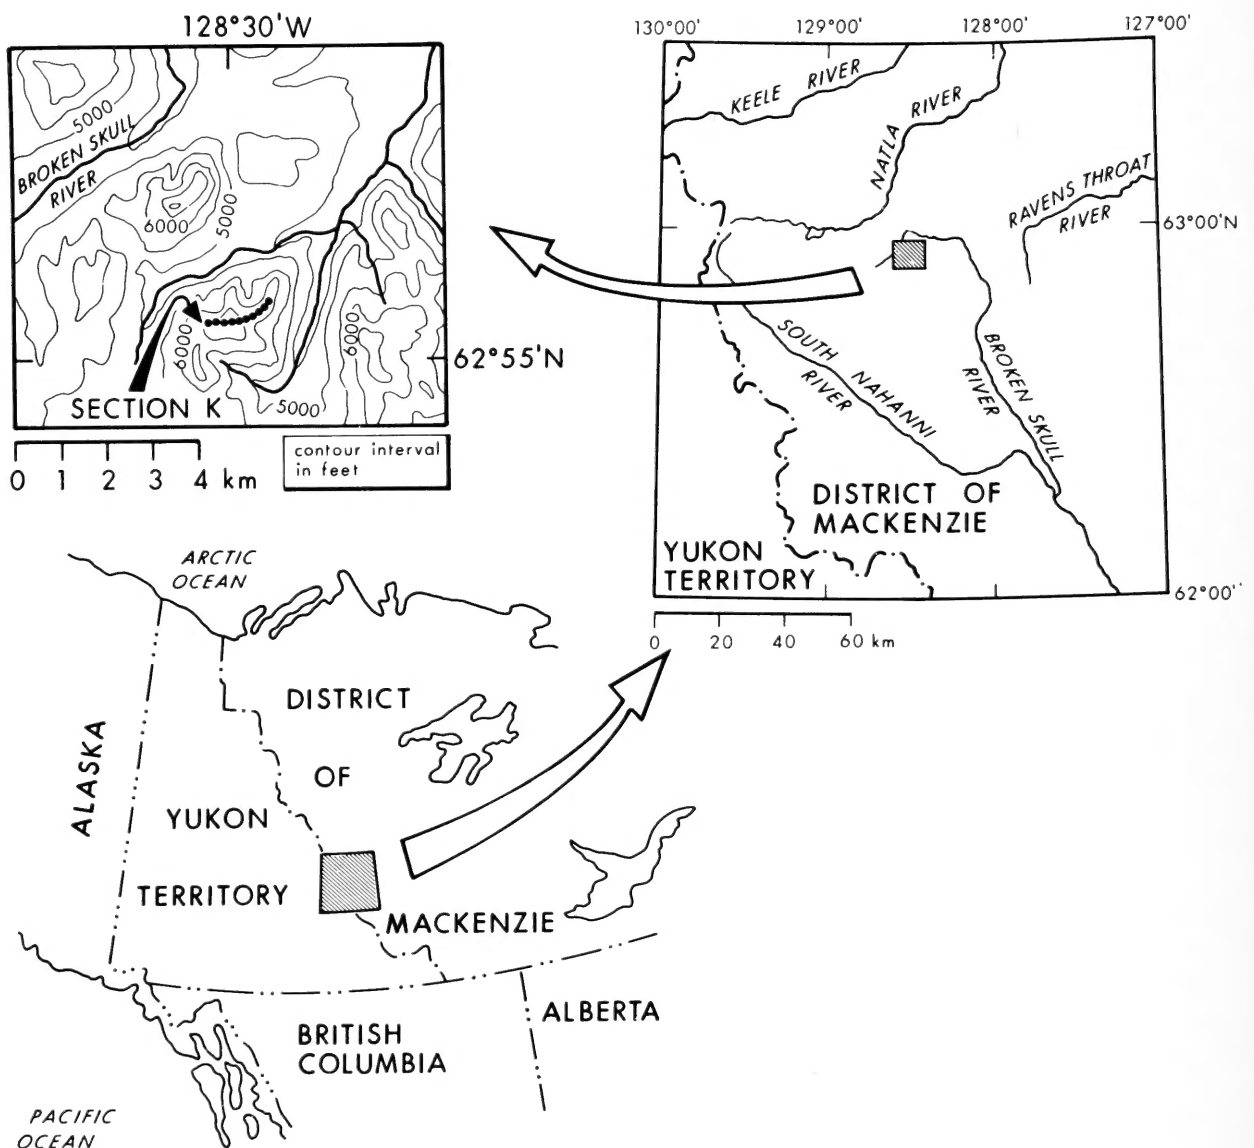 128°30'W
5000
BROKEN SKULL
RIVER
6000
5000
6000
6000
62°55'N
SECTION K
5000
0 1 2 3 4 km
contour interval
in feet
130°00' 129°00' 128°00' 127°00'
KEELE RIVER
NATLA RIVER
RAVENS THROAT
RIVER
63°00'N
SOUTH NAHANNI
RIVER
BROKEN SKULL
RIVER
DISTRICT OF
MACKENZIE
YUKON
TERRITORY
62°00'
0 20 40 60 km
ARCTIC
OCEAN
DISTRICT
OF
MACKENZIE
ALASKA
YUKON
TERRITORY
ALBERTA
BRITISH
COLUMBIA
PACIFIC
OCEAN